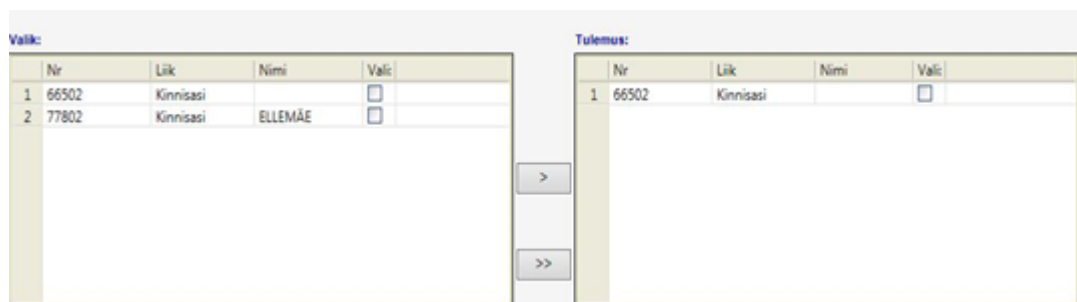 Valik: Tulemus:
Nr Liik Nimi Nr Liik Nimi
1 66502 Kinnisasi 1 66502 Kinnisasi
2 77802 Kinnisasi ELLEMÄE
>
>>